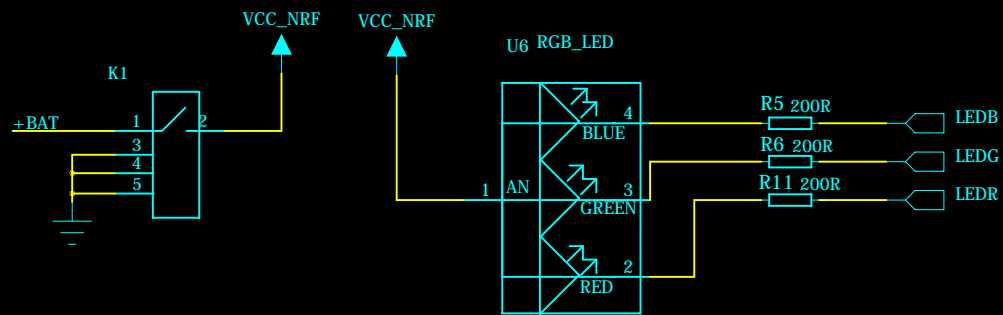 VCC_NRF
VCC_NRF
U6 RGB_LED
K1
+BAT
1
2
3
4
5
1
AN
4
BLUE
3
GREEN
2
RED
R5 200R
LEDB
R6 200R
LEDG
R11 200R
LEDR